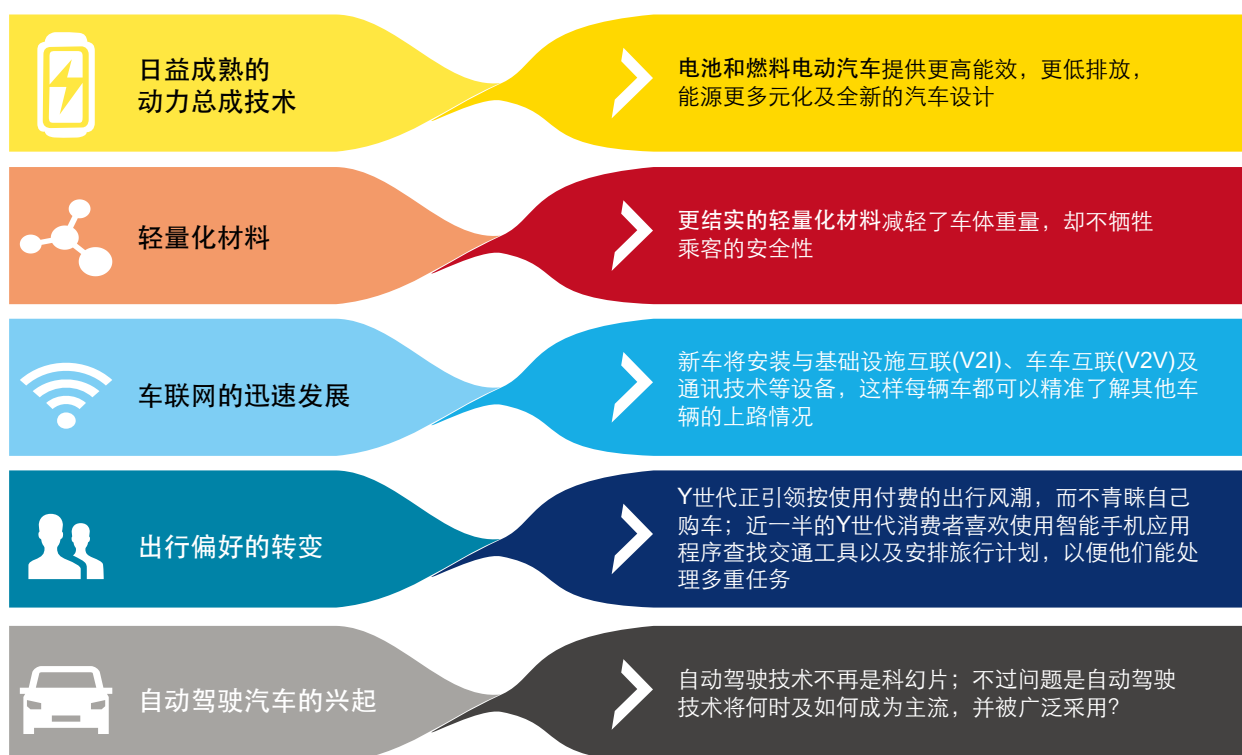 日益成熟的
动力总成技术
电池和燃料电动汽车提供更高能效，更低排放，
能源更多元化及全新的汽车设计
轻量化材料
更结实的轻量化材料减轻了车体重量，却不牺牲
乘客的安全性
车联网的迅速发展
新车将安装与基础设施互联(V2I)、车车互联(V2V)及
通讯技术等设备，这样每辆车都可以精准了解其他车
辆的上路情况
出行偏好的转变
Y世代正引领按使用付费的出行风潮，而不青睐自己
购车；近一半的Y世代消费者喜欢使用智能手机应用
程序查找交通工具以及安排旅行计划，以便他们能处
理多重任务
自动驾驶汽车的兴起
自动驾驶技术不再是科幻片；不过问题是自动驾驶
技术将何时及如何成为主流，并被广泛采用？